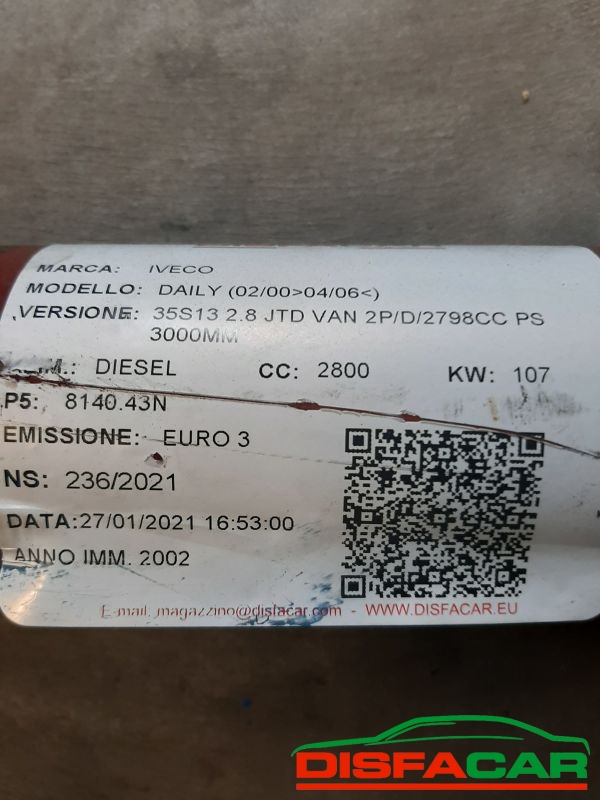 MARCA: IVECO
MODELLO: DAILY (02/00>04/06<)
VERSIONE: 35S13 2.8 JTD VAN 2P/D/2798CC PS
3000MM
DIESEL CC: 2800 KW: 107
P5: 8140.43N
EMISSIONE: EURO 3
NS: 236/2021
DATA:27/01/2021 16:53:00
ANNO IMM. 2002
E-mail. magazzino@disfacar.com - WWW.DISFACAR.EU
DISFACAR